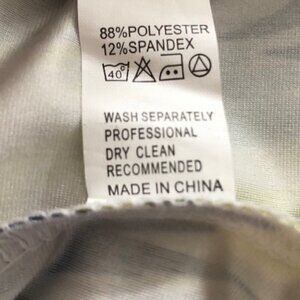 88%POLYESTER
12%SPANDEX
40°
A
WASH SEPARATELY
PROFESSIONAL
DRY CLEAN
RECOMMENDED
MADE IN CHINA